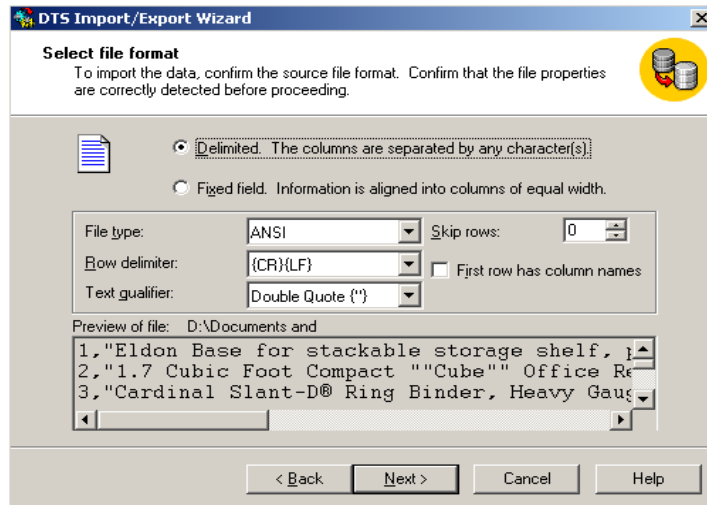 DTS Import/Export Wizard
Select file format
To import the data, confirm the source file format. Confirm that the file properties
are correctly detected before proceeding.
Delimited. The columns are separated by any character(s).
Fixed field. Information is aligned into columns of equal width.
File type: ANSI Skip rows: 0
Row delimiter: {CR}{LF} First row has column names
Text qualifier: Double Quote {"}
Preview of file: D:\Documents and
1,"Eldon Base for stackable storage shelf,
2,"1.7 Cubic Foot Compact ""Cube"" Office Re
3,"Cardinal Slant-D® Ring Binder, Heavy Gaug
< Back Next > Cancel Help